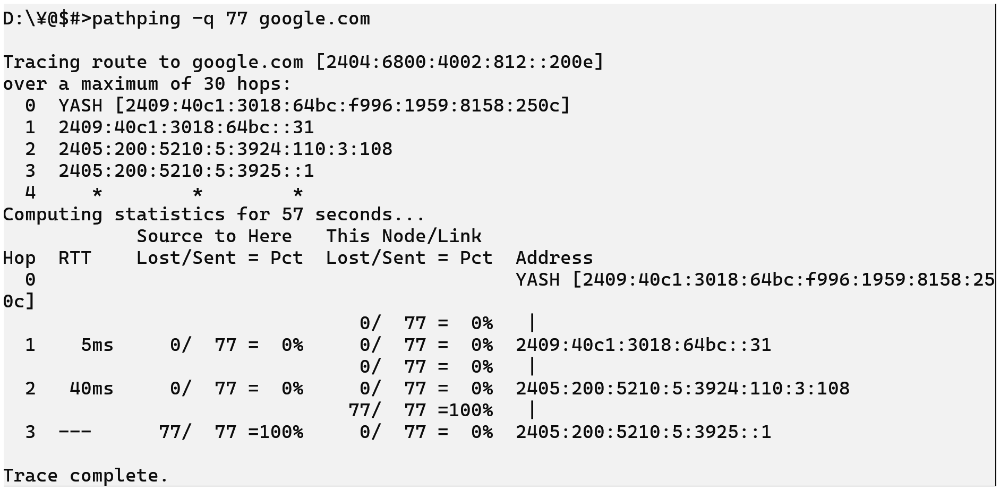 D:\¥@$#>pathping -q 77 google.com

Tracing route to google.com [2404:6800:4002:812::200e]
over a maximum of 30 hops:
  0  YASH [2409:40c1:3018:64bc:f996:1959:8158:250c]
  1  2409:40c1:3018:64bc::31
  2  2405:200:5210:5:3924:110:3:108
  3  2405:200:5210:5:3925::1
  4     *        *        *
Computing statistics for 57 seconds...
            Source to Here   This Node/Link
Hop  RTT    Lost/Sent = Pct  Lost/Sent = Pct  Address
  0                                           YASH [2409:40c1:3018:64bc:f996:1959:8158:25
0c]
                                0/  77 =  0%   |
  1    5ms     0/  77 =  0%     0/  77 =  0%  2409:40c1:3018:64bc::31
                                0/  77 =  0%   |
  2   40ms     0/  77 =  0%     0/  77 =  0%  2405:200:5210:5:3924:110:3:108
                               77/  77 =100%   |
  3  ---      77/  77 =100%     0/  77 =  0%  2405:200:5210:5:3925::1

Trace complete.